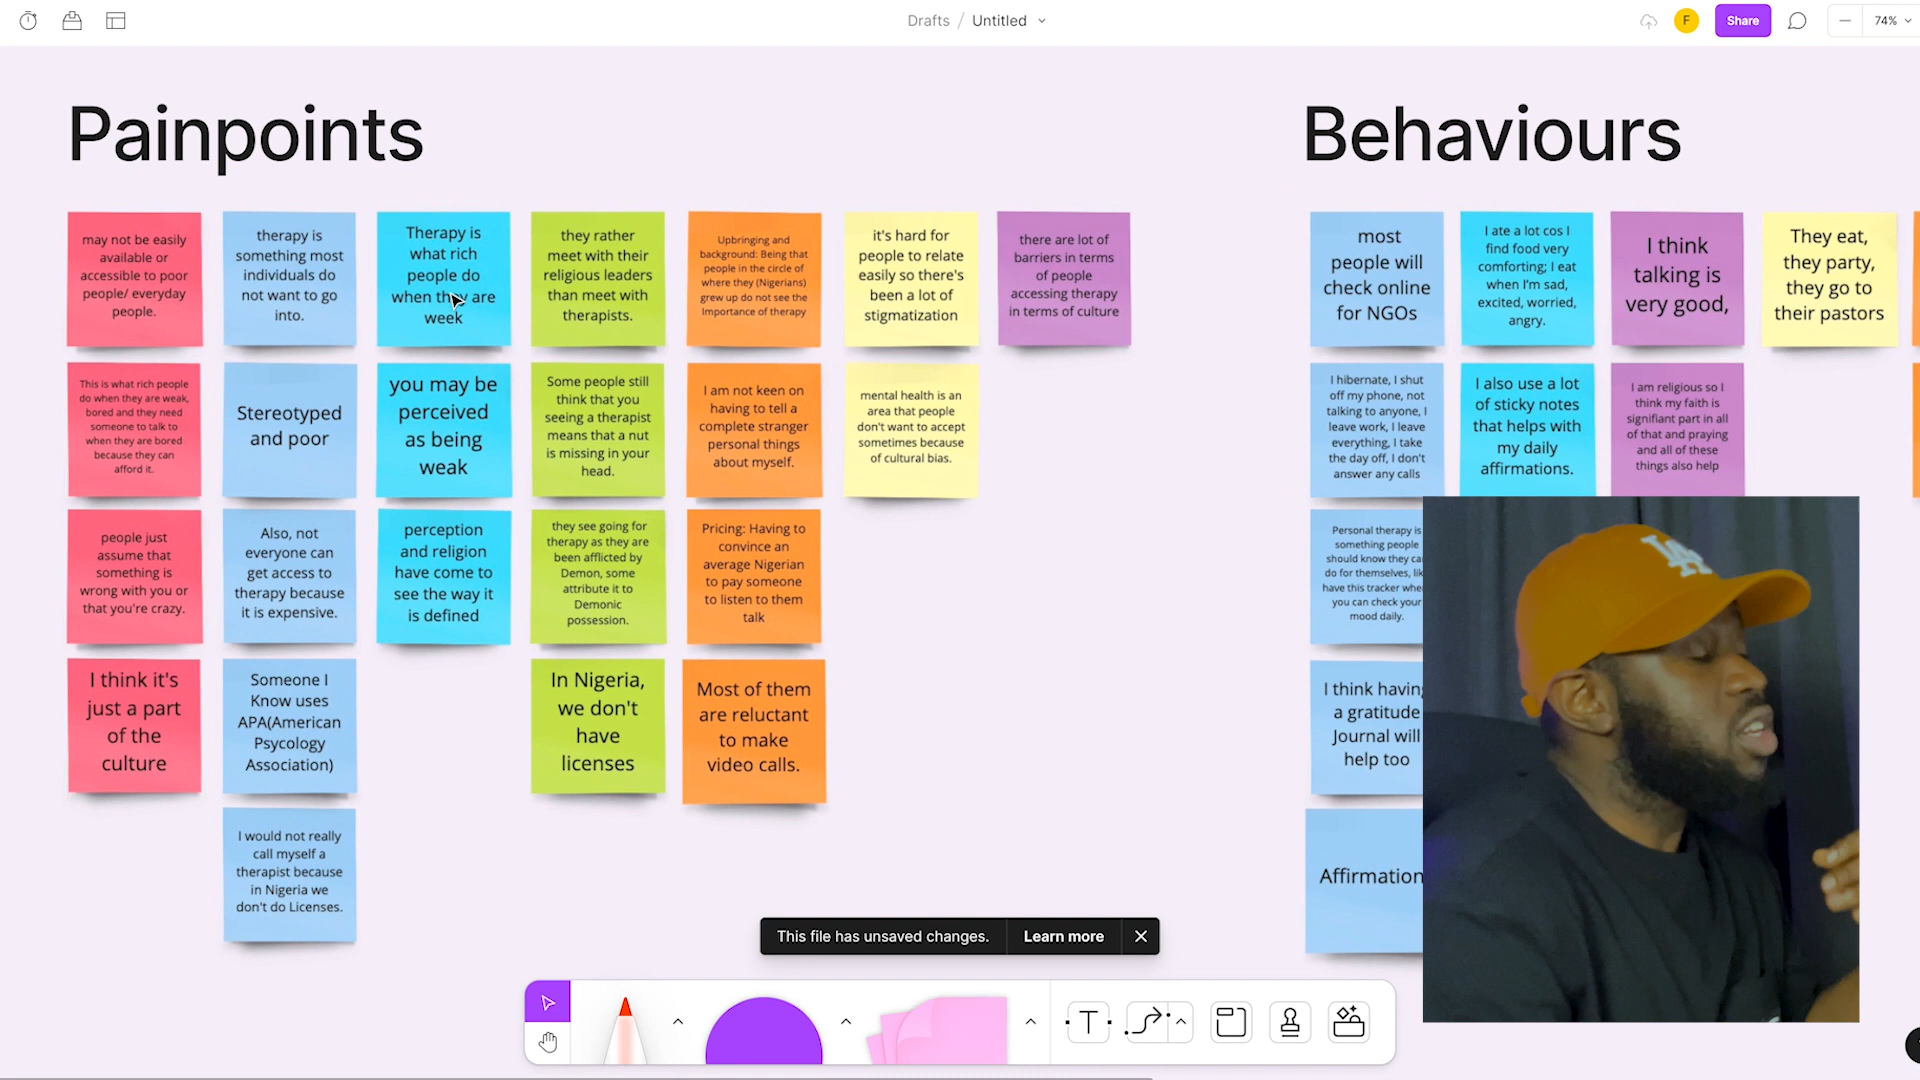 Drafts / Untitled
F
Share
74%
Painpoints
may not be easily
available or
accessible to poor
people/ everyday
people.
therapy is
something most
individuals do
not want to go
into.
Therapy is
what rich
people do
when they are
week
they rather
meet with their
religious leaders
than meet with
therapists.
Upbringing and
background: Being that
people in the circle of
where they (Nigerians)
grew up do not see the
Importance of therapy
it's hard for
people to relate
easily so there's
been a lot of
stigmatization
there are lot of
barriers in terms
of people
accessing therapy
in terms of culture
This is what rich people
do when they are weak,
bored and they need
someone to talk to
when they are bored
because they can
afford it.
Stereotyped
and poor
you may be
perceived
as being
weak
Some people still
think that you
seeing a therapist
means that a nut
is missing in your
head.
I am not keen on
having to tell a
complete stranger
personal things
about myself.
mental health is an
area that people
don't want to accept
sometimes because
of cultural bias.
people just
assume that
something is
wrong with you or
that you're crazy.
Also, not
everyone can
get access to
therapy because
it is expensive.
perception
and religion
have come to
see the way it
is defined
they see going for
therapy as they are
been afflicted by
Demon, some
attribute it to
Demonic
possession.
Pricing: Having to
convince an
average Nigerian
to pay someone
to listen to them
talk
I think it's
just a part
of the
culture
Someone I
Know uses
APA(American
Psycology
Association)
In Nigeria,
we don't
have
licenses
Most of them
are reluctant
to make
video calls.
I would not really
call myself a
therapist because
in Nigeria we
don't do Licenses.
Behaviours
most
people will
check online
for NGOs
I ate a lot cos I
find food very
comforting; I eat
when I'm sad,
excited, worried,
angry.
I think
talking is
very good,
They eat,
they party,
they go to
their pastors
I hibernate, I shut
off my phone, not
talking to anyone, I
leave work, I leave
everything, I take
the day off, I don't
answer any calls
I also use a lot
of sticky notes
that helps with
my daily
affirmations.
I am religious so I
think my faith is
signifiant part in all
of that and praying
and all of these
things also help
Personal therapy is
something people
should know they ca
do for themselves, lik
have this tracker whe
you can check your
mood daily.
I think having
a gratitude
Journal will
help too
Affirmation
LA
This file has unsaved changes. Learn more
T